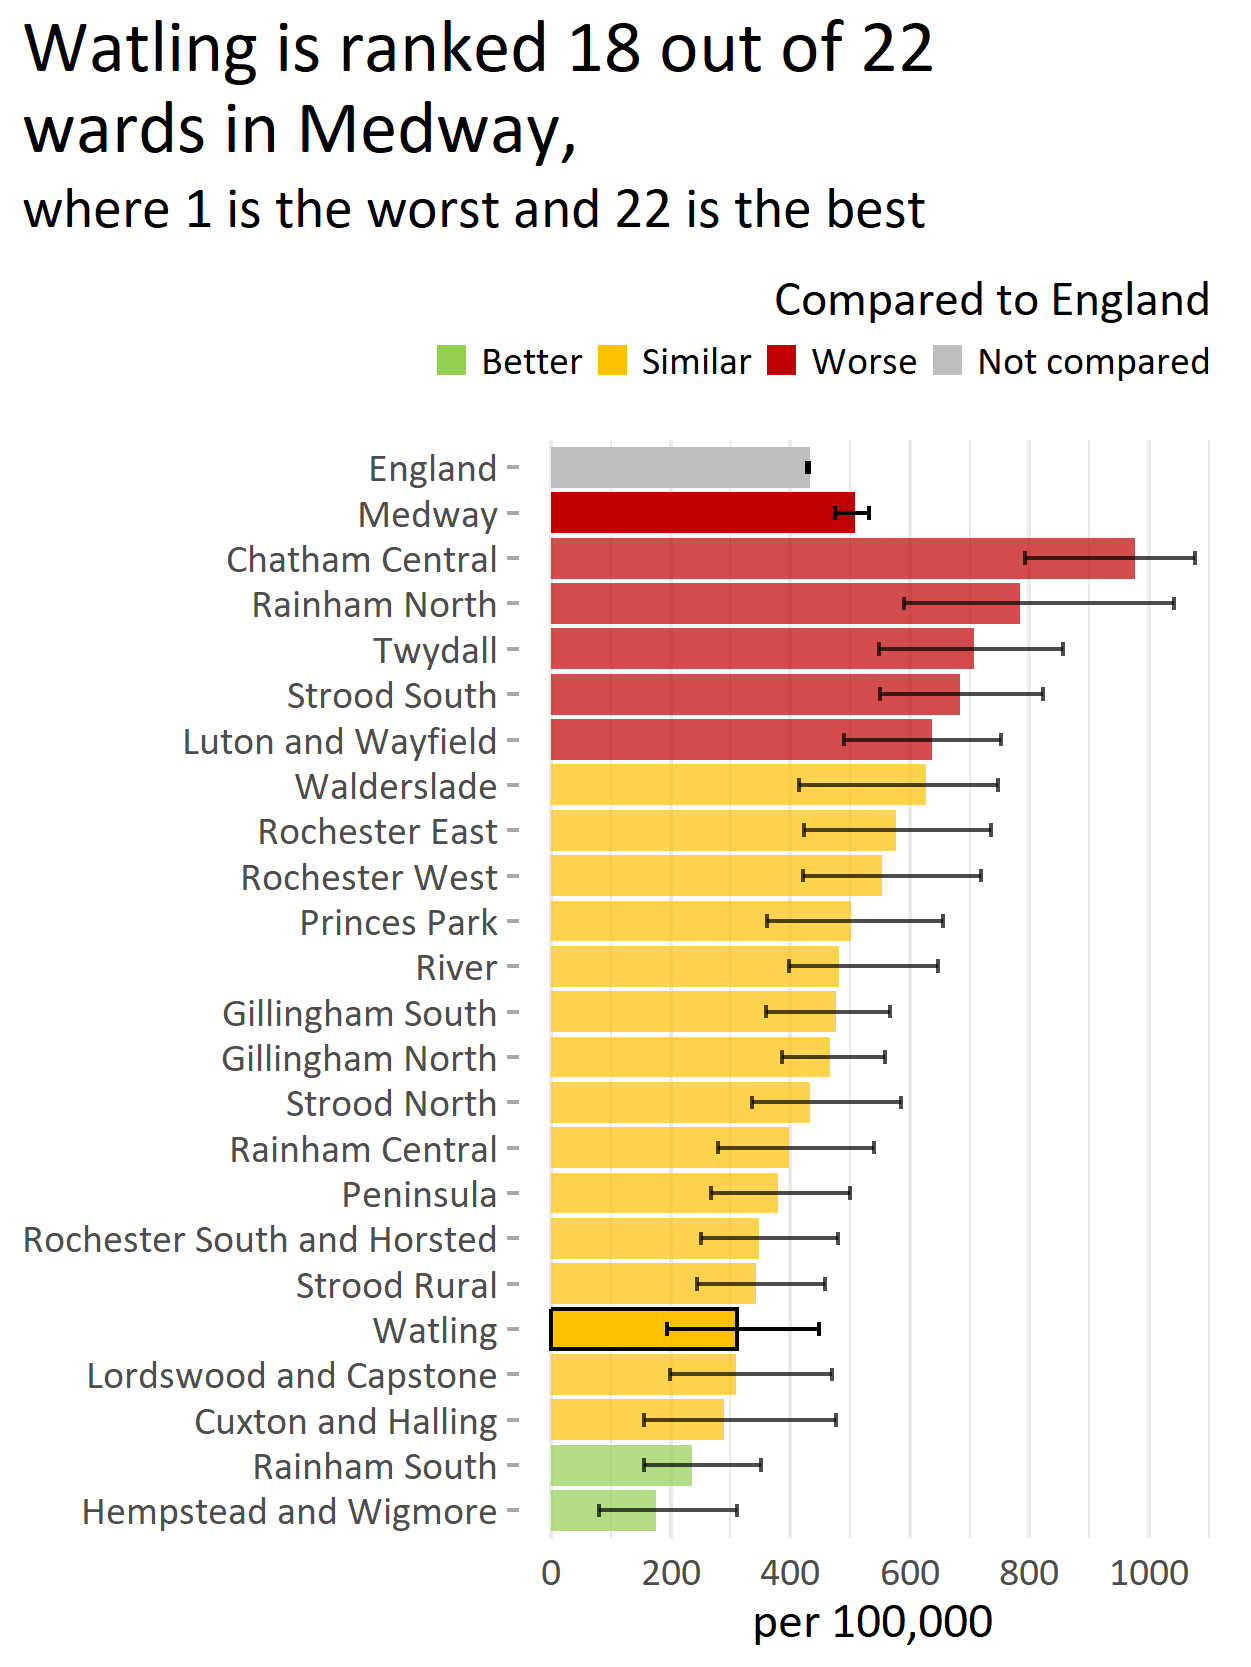 Watling is ranked 18 out of 22
wards in Medway,
where 1 is the worst and 22 is the best
Compared to England
Better Similar Worse Not compared
England
Medway
Chatham Central
Rainham North
Twydall
Strood South
Luton and Wayfield
Walderslade
Rochester East
Rochester West
Princes Park
River
Gillingham South
Gillingham North
Strood North
Rainham Central
Peninsula
Rochester South and Horsted
Strood Rural
Watling
Lordswood and Capstone
Cuxton and Halling
Rainham South
Hempstead and Wigmore
0 200 400 600 800 1000
per 100,000